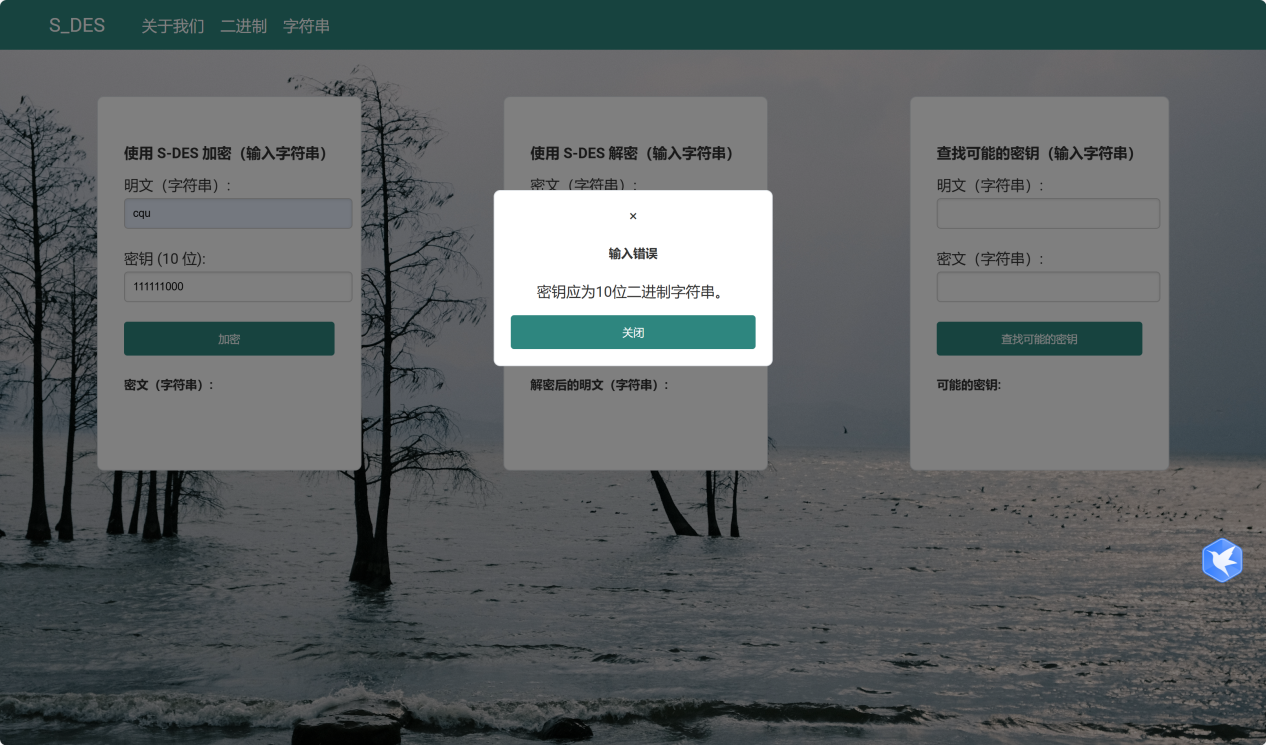 S_DES 关于我们 二进制 字符串
使用 S-DES 加密（输入字符串）
明文（字符串）:
cqu
密钥 (10 位):
111111000
加密
密文（字符串）:
使用 S-DES 解密（输入字符串）
密文（字符串）:
×
输入错误
密钥应为10位二进制字符串。
关闭
解密后的明文（字符串）:
查找可能的密钥（输入字符串）
明文（字符串）:
密文（字符串）:
查找可能的密钥
可能的密钥: